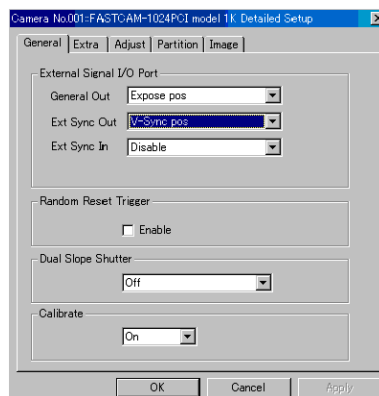 Camera No.001:=FASTCAM-1024PCI model 1K Detailed Setup
General Extra Adjust Partition Image
External Signal I/O Port
General Out Expose pos
Ext Sync Out V-Sync pos
Ext Sync In Disable
Random Reset Trigger
Enable
Dual Slope Shutter
Off
Calibrate
On
OK Cancel Apply